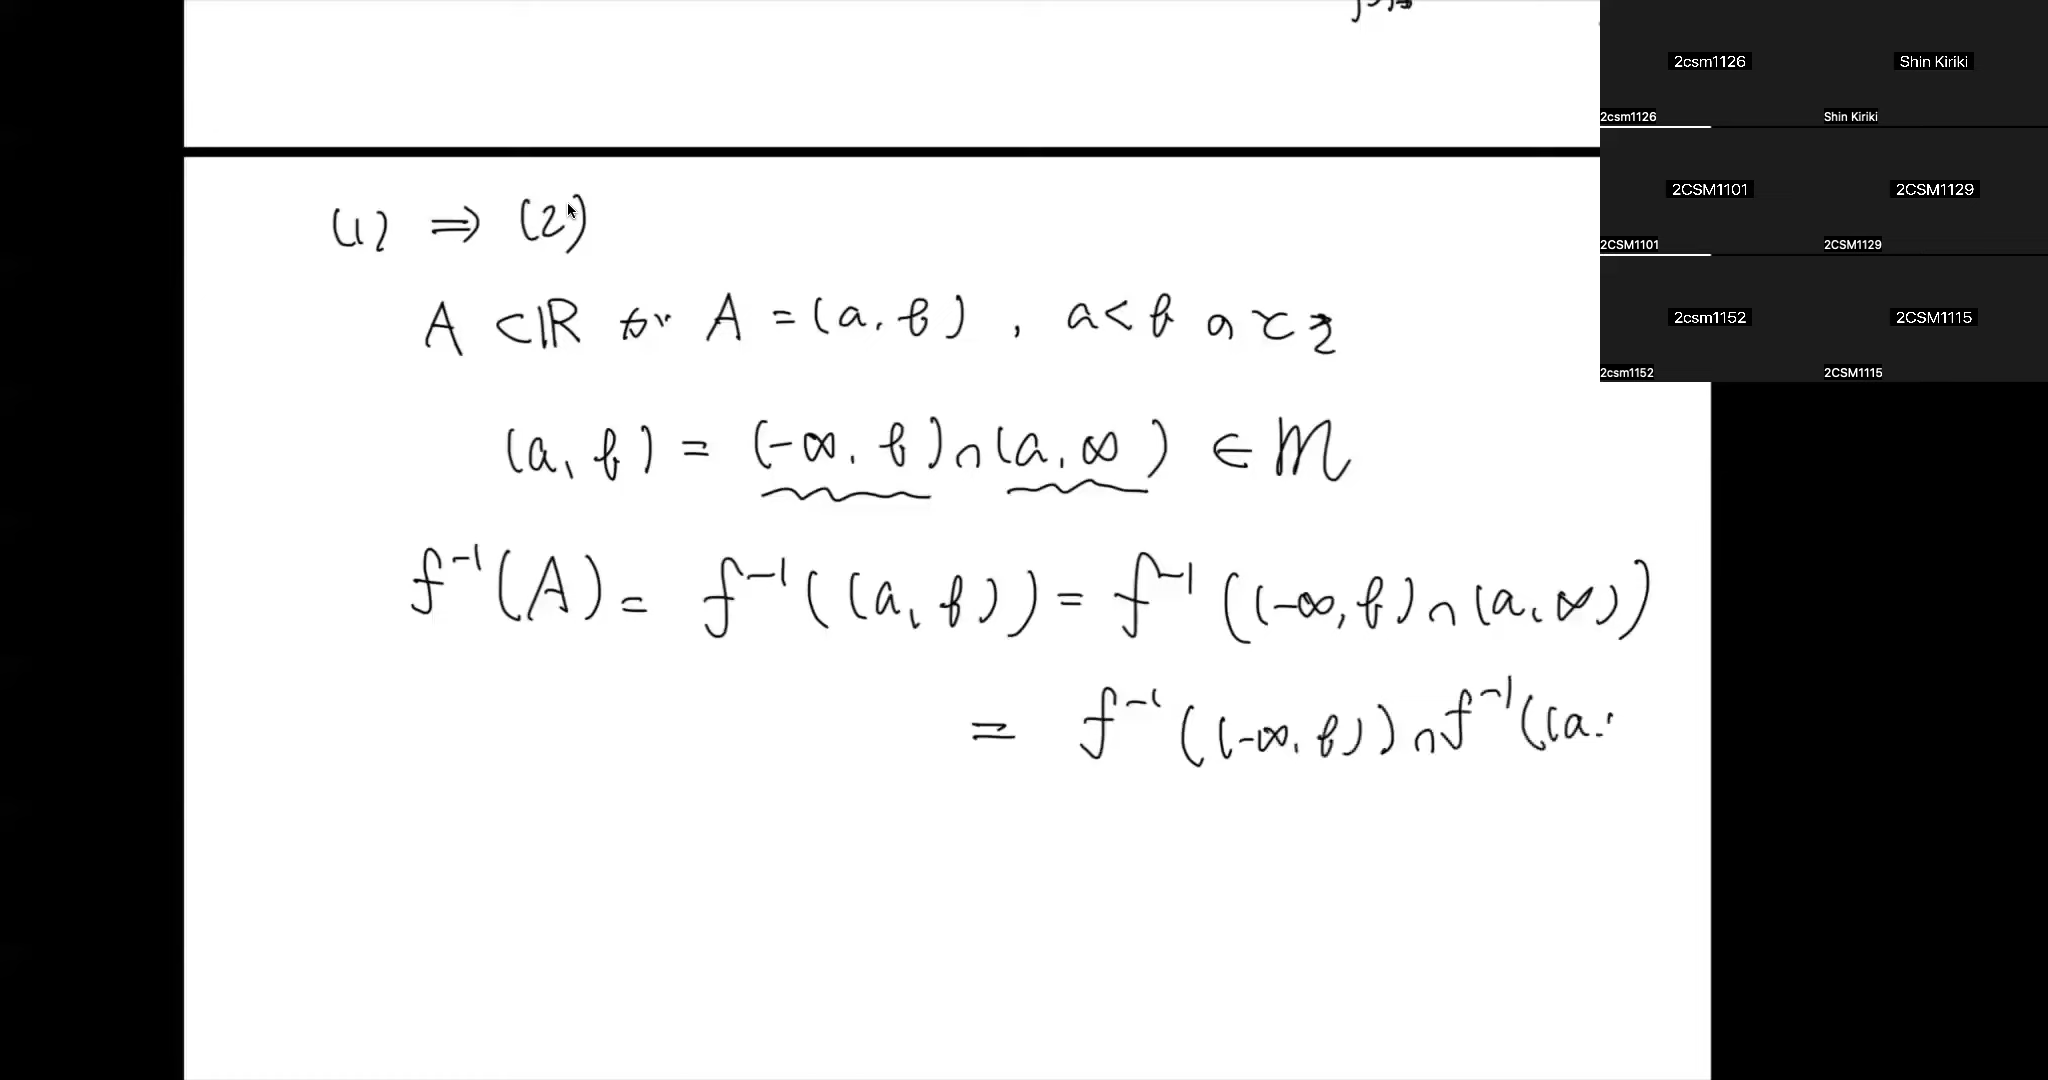 2csm1126
Shin Kiriki
2csm1126
Shin Kiriki
2CSM1101
2CSM1129
2CSM1101
2CSM1129
2csm1152
2CSM1115
2csm1152
2CSM1115
(1) ⇒ (2)
A ⊂ ℝ が A = (a, b), a < b のとき
(a, b) = (-∞, b) ∩ (a, ∞) ∈ 𝓜
f⁻¹(A) = f⁻¹((a, b)) = f⁻¹((-∞, b) ∩ (a, ∞))
= f⁻¹((-∞, b)) ∩ f⁻¹((a,